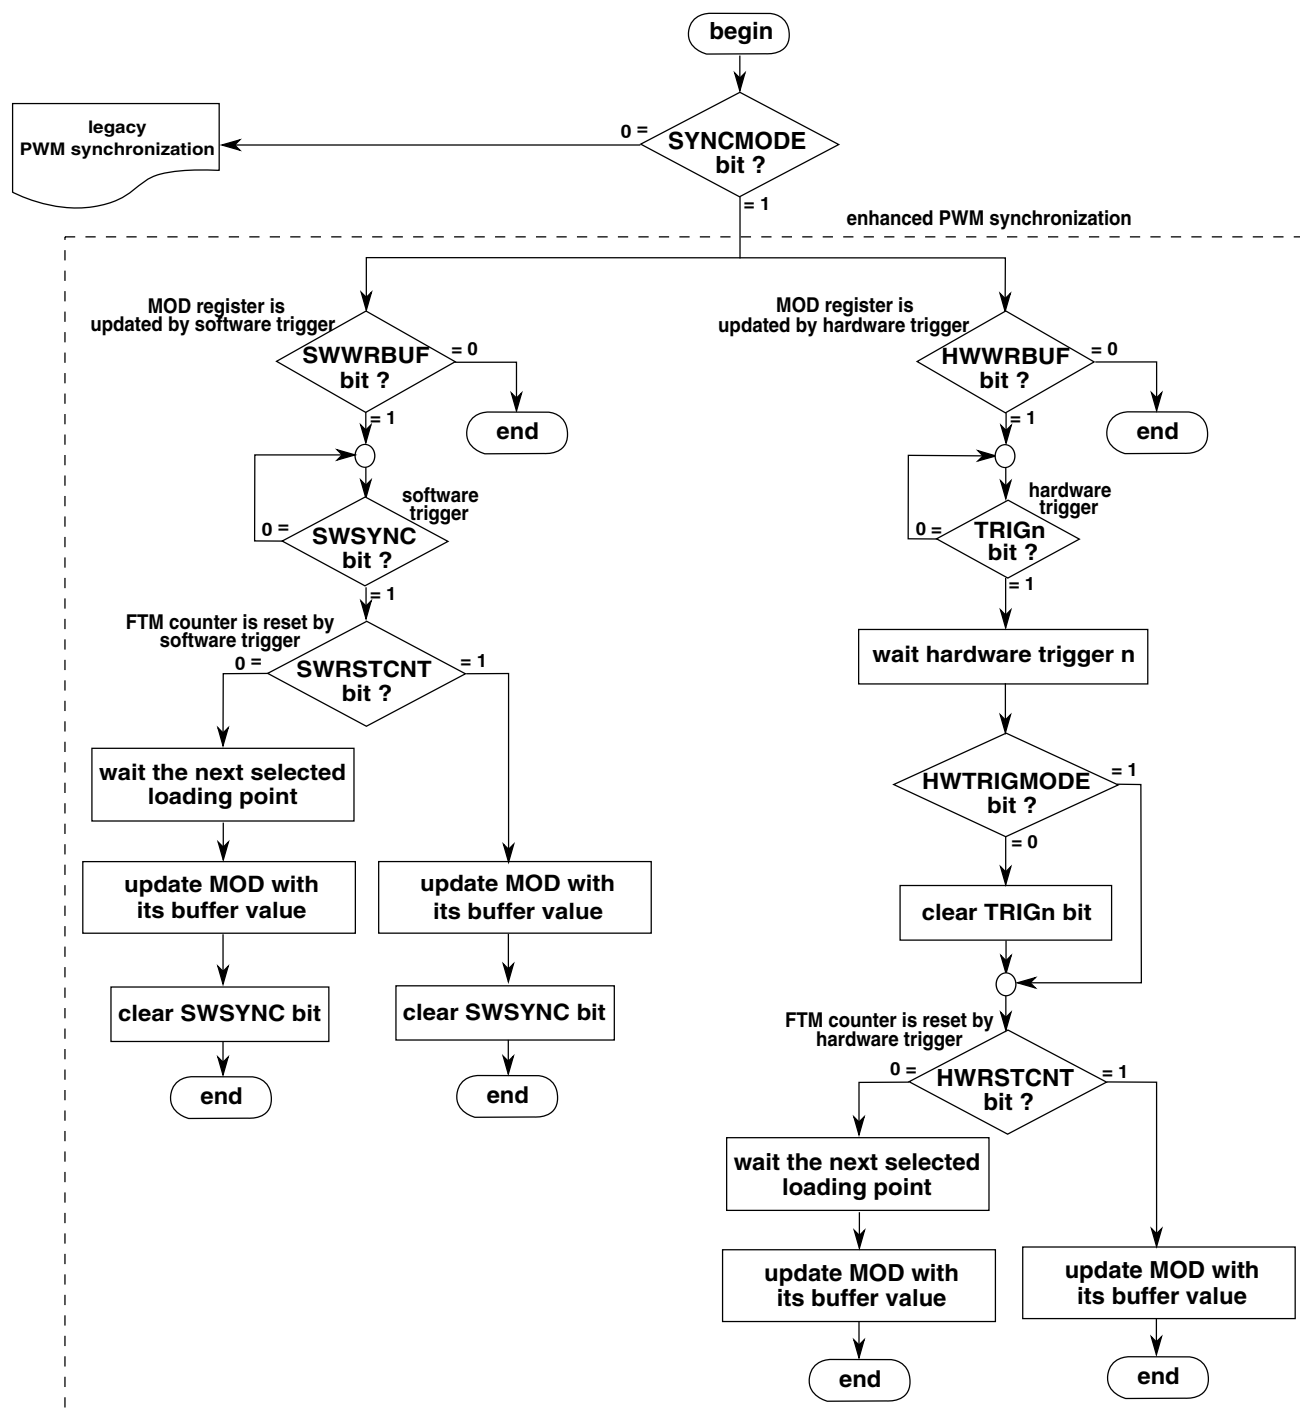 begin
legacy
PWM synchronization
0 =
SYNCMODE
bit ?
= 1
enhanced PWM synchronization
MOD register is
updated by software trigger
SWWRBUF
bit ?
= 0
= 1
end
software
trigger
0 =
SWSYNC
bit ?
= 1
FTM counter is reset by
software trigger
0 =
SWRSTCNT
bit ?
= 1
wait the next selected
loading point
update MOD with
its buffer value
clear SWSYNC bit
end
update MOD with
its buffer value
clear SWSYNC bit
end
MOD register is
updated by hardware trigger
HWWRBUF
bit ?
= 0
= 1
end
hardware
trigger
0 =
TRIGn
bit ?
= 1
wait hardware trigger n
HWTRIGMODE
bit ?
= 1
= 0
clear TRIGn bit
FTM counter is reset by
hardware trigger
0 =
HWRSTCNT
bit ?
= 1
wait the next selected
loading point
update MOD with
its buffer value
end
update MOD with
its buffer value
end